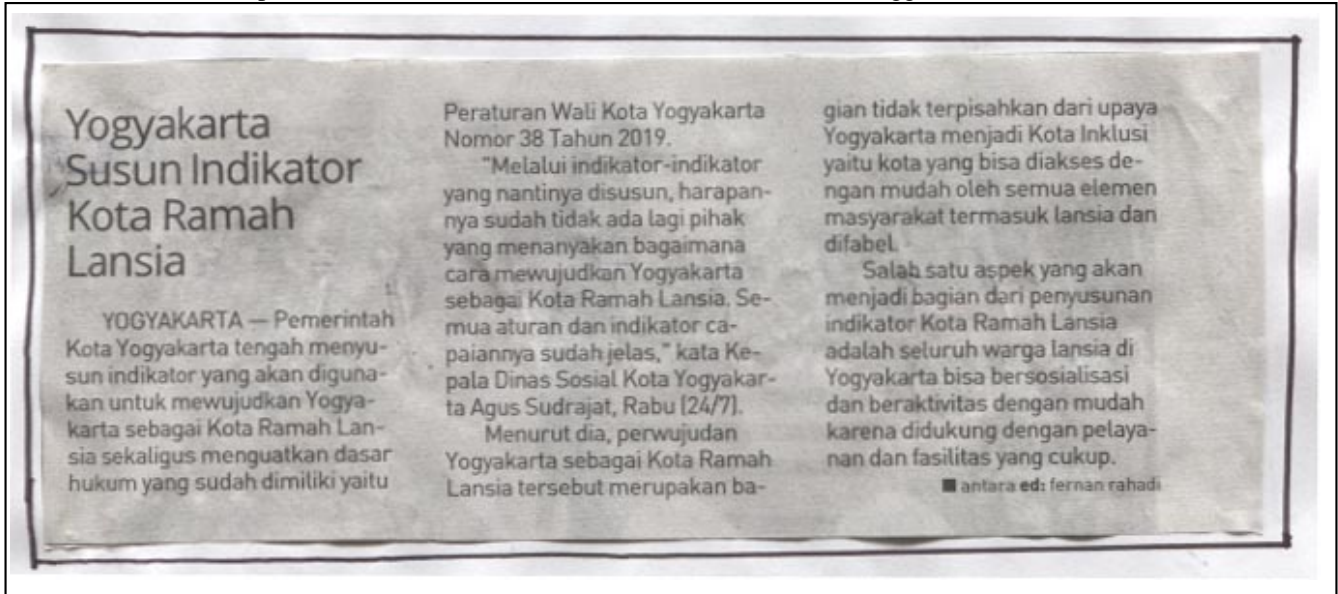 Yogyakarta
Susun Indikator
Kota Ramah
Lansia
YOGYAKARTA — Pemerintah
Kota Yogyakarta tengah menyu-
sun indikator yang akan diguna-
kan untuk mewujudkan Yogya-
karta sebagai Kota Ramah Lan-
sia sekaligus menguatkan dasar
hukum yang sudah dimiliki yaitu
Peraturan Wali Kota Yogyakarta
Nomor 38 Tahun 2019.
"Melalui indikator-indikator
yang nantinya disusun, harapan-
nya sudah tidak ada lagi pihak
yang menanyakan bagaimana
cara mewujudkan Yogyakarta
sebagai Kota Ramah Lansia. Se-
mua aturan dan indikator ca-
paiannya sudah jelas," kata Ke-
pala Dinas Sosial Kota Yogyakar-
ta Agus Sudrajat, Rabu (24/7).
Menurut dia, perwujudan
Yogyakarta sebagai Kota Ramah
Lansia tersebut merupakan ba-
gian tidak terpisahkan dari upaya
Yogyakarta menjadi Kota Inklusi
yaitu kota yang bisa diakses de-
ngan mudah oleh semua elemen
masyarakat termasuk lansia dan
difabel.
Salah satu aspek yang akan
menjadi bagian dari penyusunan
indikator Kota Ramah Lansia
adalah seluruh warga lansia di
Yogyakarta bisa bersosialisasi
dan beraktivitas dengan mudah
karena didukung dengan pelaya-
nan dan fasilitas yang cukup.
■ antara ed: fernan rahadi